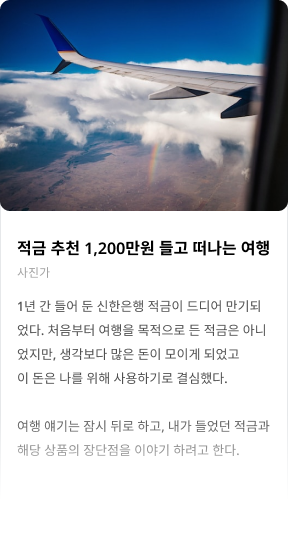 적금 추천 1,200만원 들고 떠나는 여행
사진가
1년 간 들어 둔 신한은행 적금이 드디어 만기되
었다. 처음부터 여행을 목적으로 든 적금은 아니
었지만, 생각보다 많은 돈이 모이게 되었고
이 돈은 나를 위해 사용하기로 결심했다.
여행 얘기는 잠시 뒤로 하고, 내가 들었던 적금과
해당 상품의 장단점을 이야기 하려고 한다.